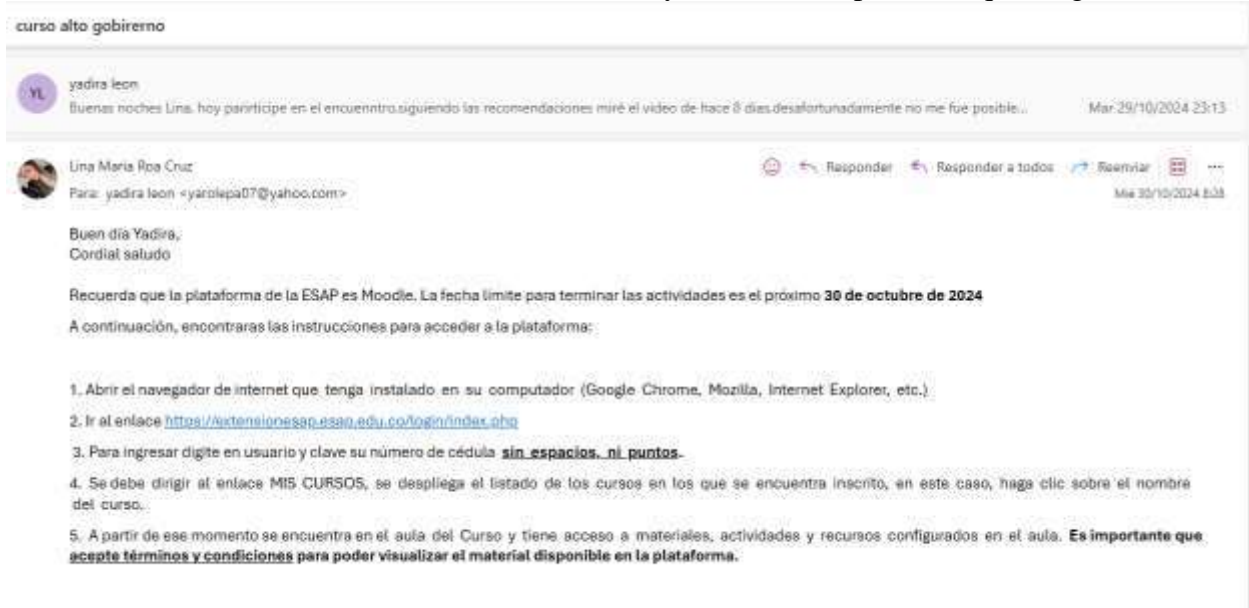 curso alto gobirerno
YL
yadira leon
Buenas noches Lina, hoy parirticipe en el encuenntro.siguiendo las recomendaciones miré el video de hace 8 dias.desafortunadamente no me fue posible... Mar 29/10/2024 23:13
Lina Maria Roa Cruz
Responder Responder a todos Reenviar ...
Para: yadira leon <yarolepa07@yahoo.com>
Mié 30/10/2024 8:28
Buen día Yadira,
Cordial saludo
Recuerda que la plataforma de la ESAP es Moodle. La fecha límite para terminar las actividades es el próximo 30 de octubre de 2024
A continuación, encontraras las instrucciones para acceder a la plataforma:
1. Abrir el navegador de internet que tenga instalado en su computador (Google Chrome, Mozilla, Internet Explorer, etc.)
2. Ir al enlace https://extensionesap.esap.edu.co/login/index.php
3. Para ingresar digite en usuario y clave su número de cédula sin espacios, ni puntos.
4. Se debe dirigir al enlace MIS CURSOS, se despliega el listado de los cursos en los que se encuentra inscrito, en este caso, haga clic sobre el nombre
del curso.
5. A partir de ese momento se encuentra en el aula del Curso y tiene acceso a materiales, actividades y recursos configurados en el aula. Es importante que
acepte términos y condiciones para poder visualizar el material disponible en la plataforma.